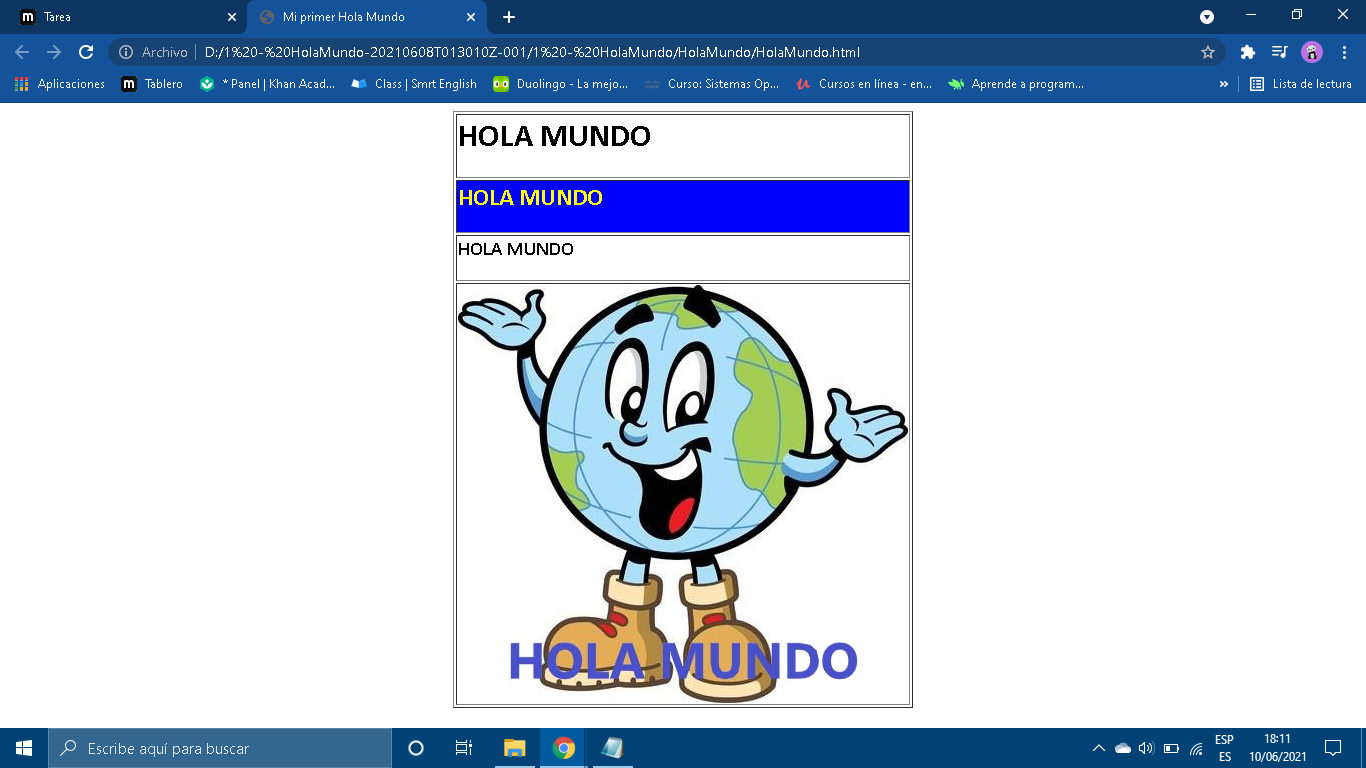 Tarea
Mi primer Hola Mundo
Archivo D:/1%20-%20HolaMundo-20210608T013010Z-001/1%20-%20HolaMundo/HolaMundo/HolaMundo.html
Aplicaciones Tablero * Panel | Khan Acad... Class | Smrt English Duolingo - La mejo... Curso: Sistemas Op... Cursos en línea - en... Aprende a program... » Lista de lectura
HOLA MUNDO
HOLA MUNDO
HOLA MUNDO
HOLA MUNDO
Escribe aquí para buscar
ESP
ES
18:11
10/06/2021